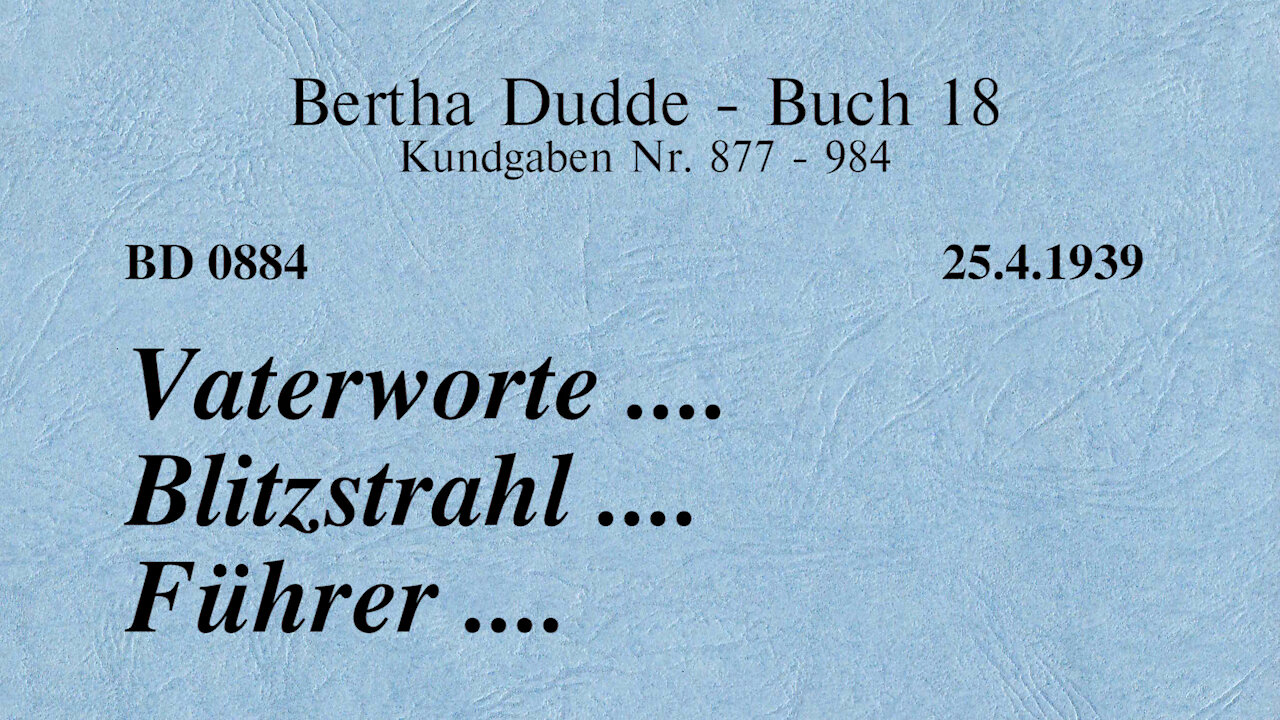 Bertha Dudde - Buch 18
Kundgaben Nr. 877 - 984
BD 0884 25.4.1939
Vaterworte ....
Blitzstrahl ....
Führer ....